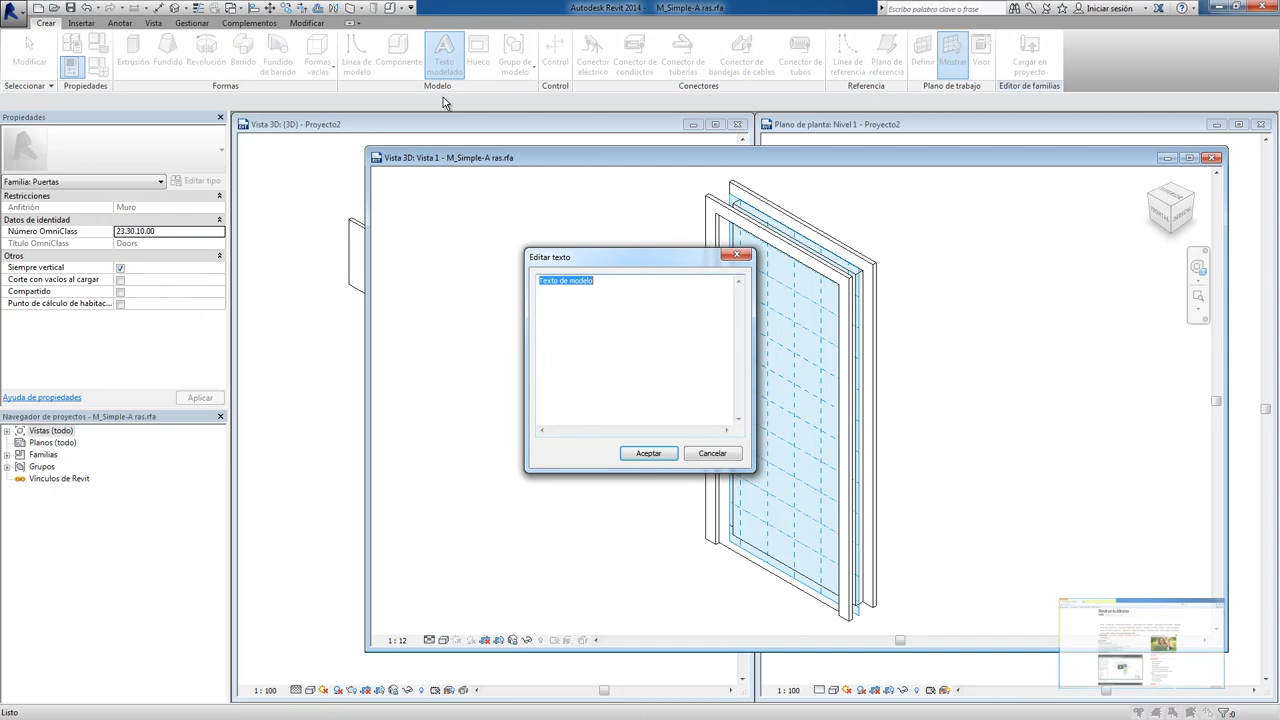 Autodesk Revit 2014 - M_Simple-A ras.rfa
Escriba palabra clave o frase
Iniciar sesión
Crear Insertar Anotar Vista Gestionar Complementos Modificar
Modificar
Extrusión Fundido Revolución Barrido Fundido de barrido Formas vacías
Línea de modelo Componente Texto modelado Hueco Grupo de modelo
Control
Conector eléctrico Conector de conductos Conector de tuberías Conector de bandejas de cables Conector de tubos
Línea de referencia Plano de referencia
Definir Mostrar Visor
Cargar en proyecto
Seleccionar Propiedades Formas Modelo Control Conectores Referencia Plano de trabajo Editor de familias
Propiedades
Familia: Puertas
Editar tipo
Restricciones
Anfitrión Muro
Datos de identidad
Número OmniClass 23.30.10.00
Título OmniClass Doors
Otros
Siempre vertical
Corte con vacíos al cargar
Compartido
Punto de cálculo de habitac...
Ayuda de propiedades
Aplicar
Navegador de proyectos - M_Simple-A ras.rfa
Vistas (todo)
Planos (todo)
Familias
Grupos
Vínculos de Revit
Vista 3D: {3D} - Proyecto2
Plano de planta: Nivel 1 - Proyecto2
Vista 3D: Vista 1 - M_Simple-A ras.rfa
FRONTAL
DERECHO
Editar texto
Texto de modelo
Aceptar
Cancelar
1 : 12
1 : 100
1 : 100
Listo
:0